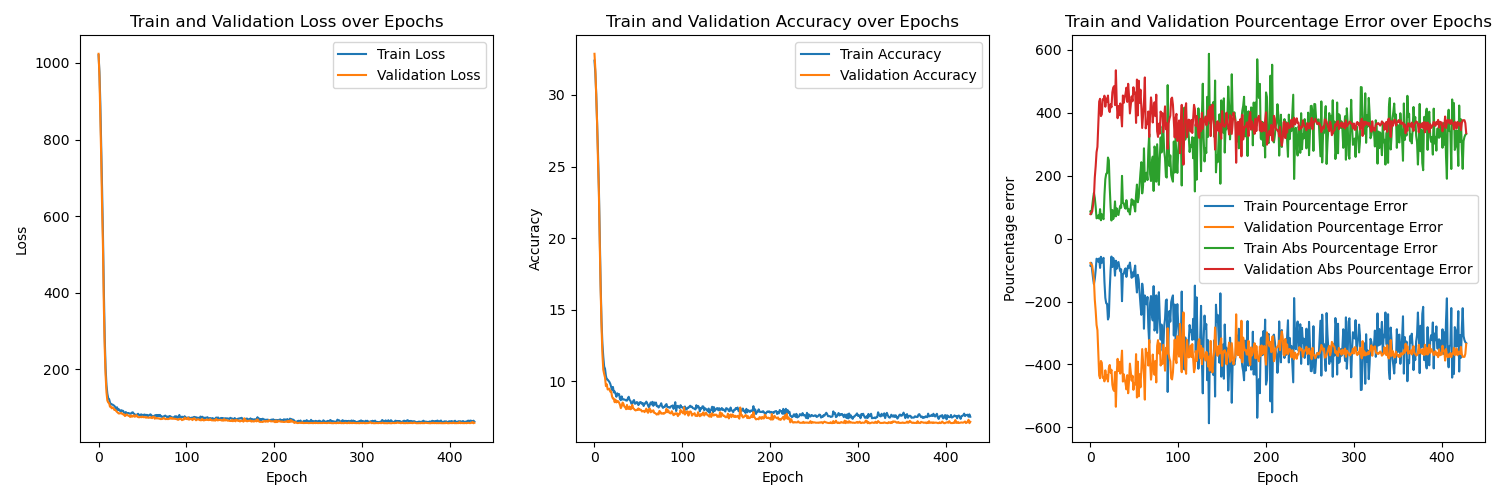 Train and Validation Loss over Epochs
Train Loss
Validation Loss
1000
800
600
400
200
Loss
0
100
200
300
400
Epoch
Train and Validation Accuracy over Epochs
Train Accuracy
Validation Accuracy
30
25
20
15
10
Accuracy
0
100
200
300
400
Epoch
Train and Validation Pourcentage Error over Epochs
600
400
200
0
−200
−400
−600
Pourcentage error
Train Pourcentage Error
Validation Pourcentage Error
Train Abs Pourcentage Error
Validation Abs Pourcentage Error
0
100
200
300
400
Epoch